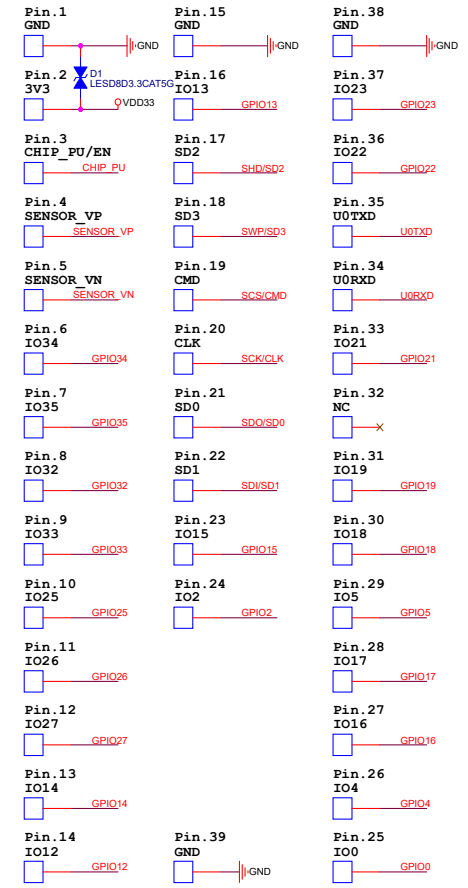 Pin.1
GND
GND
Pin.2
3V3
D1
LESD8D3.3CAT5G
VDD33
Pin.3
CHIP_PU/EN
CHIP_PU
Pin.4
SENSOR_VP
SENSOR_VP
Pin.5
SENSOR_VN
SENSOR_VN
Pin.6
IO34
GPIO34
Pin.7
IO35
GPIO35
Pin.8
IO32
GPIO32
Pin.9
IO33
GPIO33
Pin.10
IO25
GPIO25
Pin.11
IO26
GPIO26
Pin.12
IO27
GPIO27
Pin.13
IO14
GPIO14
Pin.14
IO12
GPIO12
Pin.15
GND
GND
Pin.16
IO13
GPIO13
Pin.17
SD2
SHD/SD2
Pin.18
SD3
SWP/SD3
Pin.19
CMD
SCS/CMD
Pin.20
CLK
SCK/CLK
Pin.21
SD0
SDO/SD0
Pin.22
SD1
SDI/SD1
Pin.23
IO15
GPIO15
Pin.24
IO2
GPIO2
Pin.39
GND
GND
Pin.38
GND
GND
Pin.37
IO23
GPIO23
Pin.36
IO22
GPIO22
Pin.35
U0TXD
U0TXD
Pin.34
U0RXD
U0RXD
Pin.33
IO21
GPIO21
Pin.32
NC
Pin.31
IO19
GPIO19
Pin.30
IO18
GPIO18
Pin.29
IO5
GPIO5
Pin.28
IO17
GPIO17
Pin.27
IO16
GPIO16
Pin.26
IO4
GPIO4
Pin.25
IO0
GPIO0